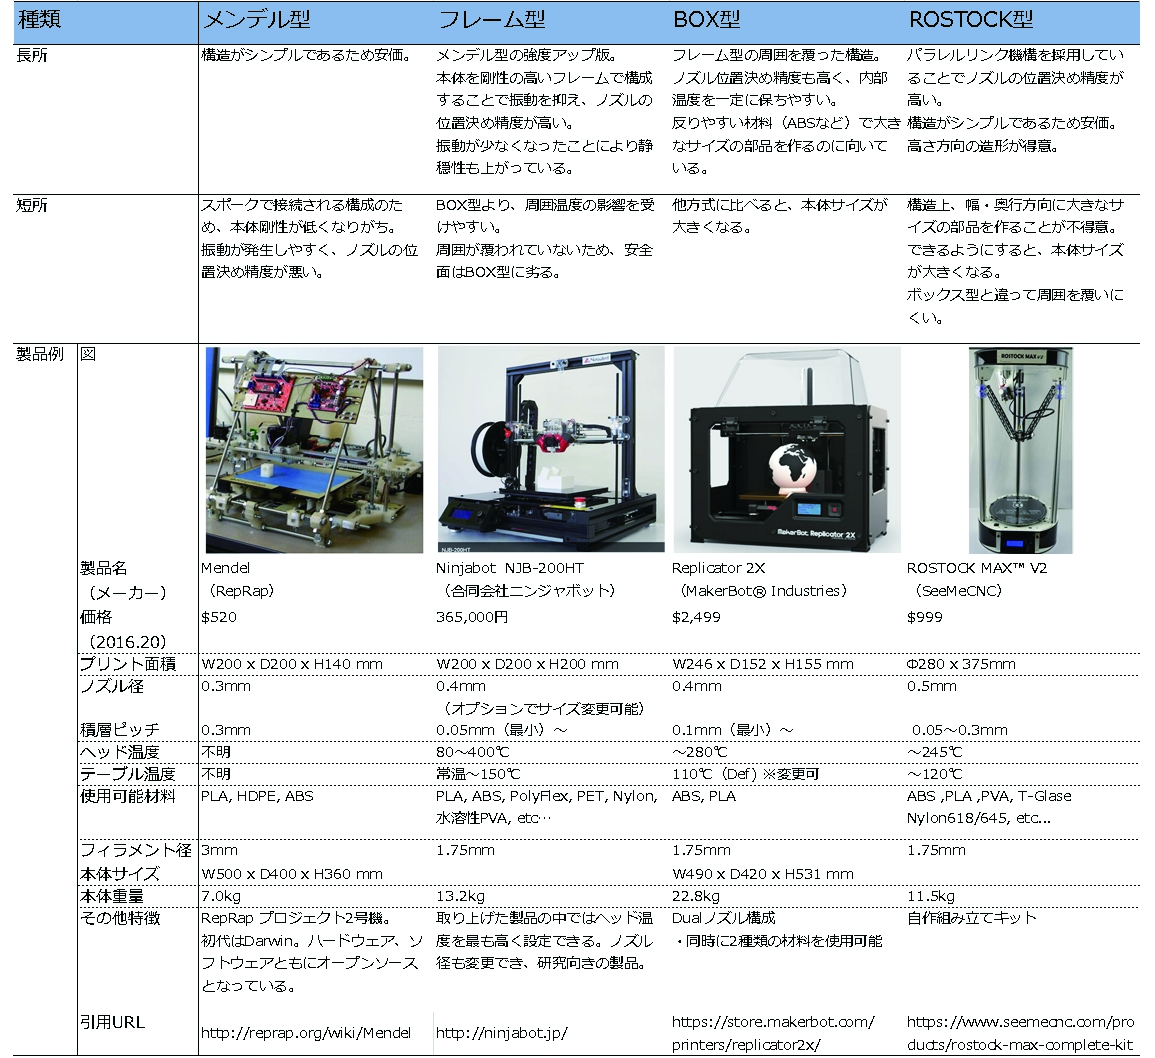 種類 メンデル型 フレーム型 BOX型 ROSTOCK型
長所
構造がシンプルであるため安価。
メンデル型の強度アップ版。
本体を剛性の高いフレームで構成
することで振動を抑え、ノズルの
位置決め精度が高い。
振動が少なくなったことにより静
穏性も上がっている。
フレーム型の周囲を覆った構造。
ノズル位置決め精度も高く、内部
温度を一定に保ちやすい。
反りやすい材料（ABSなど）で大き
なサイズの部品を作るのに向いて
いる。
パラレルリンク機構を採用してい
ることでノズルの位置決め精度が
高い。
構造がシンプルであるため安価。
高さ方向の造形が得意。
短所
スポークで接続される構成のた
め、本体剛性が低くなりがち。
振動が発生しやすく、ノズルの位
置決め精度が悪い。
BOX型より、周囲温度の影響を受
けやすい。
周囲が覆われていないため、安全
面はBOX型に劣る。
他方式に比べると、本体サイズが
大きくなる。
構造上、幅・奥行方向に大きなサ
イズの部品を作ることが不得意。
できるようにすると、本体サイズ
が大きくなる。
ボックス型と違って周囲を覆いに
くい。
製品例 図
Ninjabot
NJB-200HT
MakerBot Replicator 2X
ROSTOCK MAX v2
製品名
（メーカー）
Mendel
（RepRap）
Ninjabot NJB-200HT
（合同会社ニンジャボット）
Replicator 2X
（MakerBot® Industries）
ROSTOCK MAX™ V2
（SeeMeCNC）
価格
（2016.20）
$520 365,000円 $2,499 $999
プリント面積 W200 x D200 x H140 mm W200 x D200 x H200 mm W246 x D152 x H155 mm Φ280 x 375mm
ノズル径 0.3mm 0.4mm 0.4mm 0.5mm
（オプションでサイズ変更可能）
積層ピッチ 0.3mm 0.05mm（最小）～ 0.1mm（最小）～ 0.05～0.3mm
ヘッド温度 不明 80～400℃ ～280℃ ～245℃
テーブル温度 不明 常温～150℃ 110℃（Def) ※変更可 ～120℃
使用可能材料 PLA, HDPE, ABS
PLA, ABS, PolyFlex, PET, Nylon,
水溶性PVA, etc…
ABS, PLA
ABS ,PLA ,PVA, T-Glase
Nylon618/645, etc...
フィラメント径 3mm 1.75mm 1.75mm 1.75mm
本体サイズ W500 x D400 x H360 mm W490 x D420 x H531 mm
本体重量 7.0kg 13.2kg 22.8kg 11.5kg
その他特徴
RepRap プロジェクト2号機。
初代はDarwin。ハードウェア、ソ
フトウェアともにオープンソース
となっている。
取り上げた製品の中ではヘッド温
度を最も高く設定できる。ノズル
径も変更でき、研究向きの製品。
Dualノズル構成
・同時に2種類の材料を使用可能
自作組み立てキット
引用URL
http://reprap.org/wiki/Mendel
http://ninjabot.jp/
https://store.makerbot.com/
printers/replicator2x/
https://www.seemecnc.com/pro
ducts/rostock-max-complete-kit